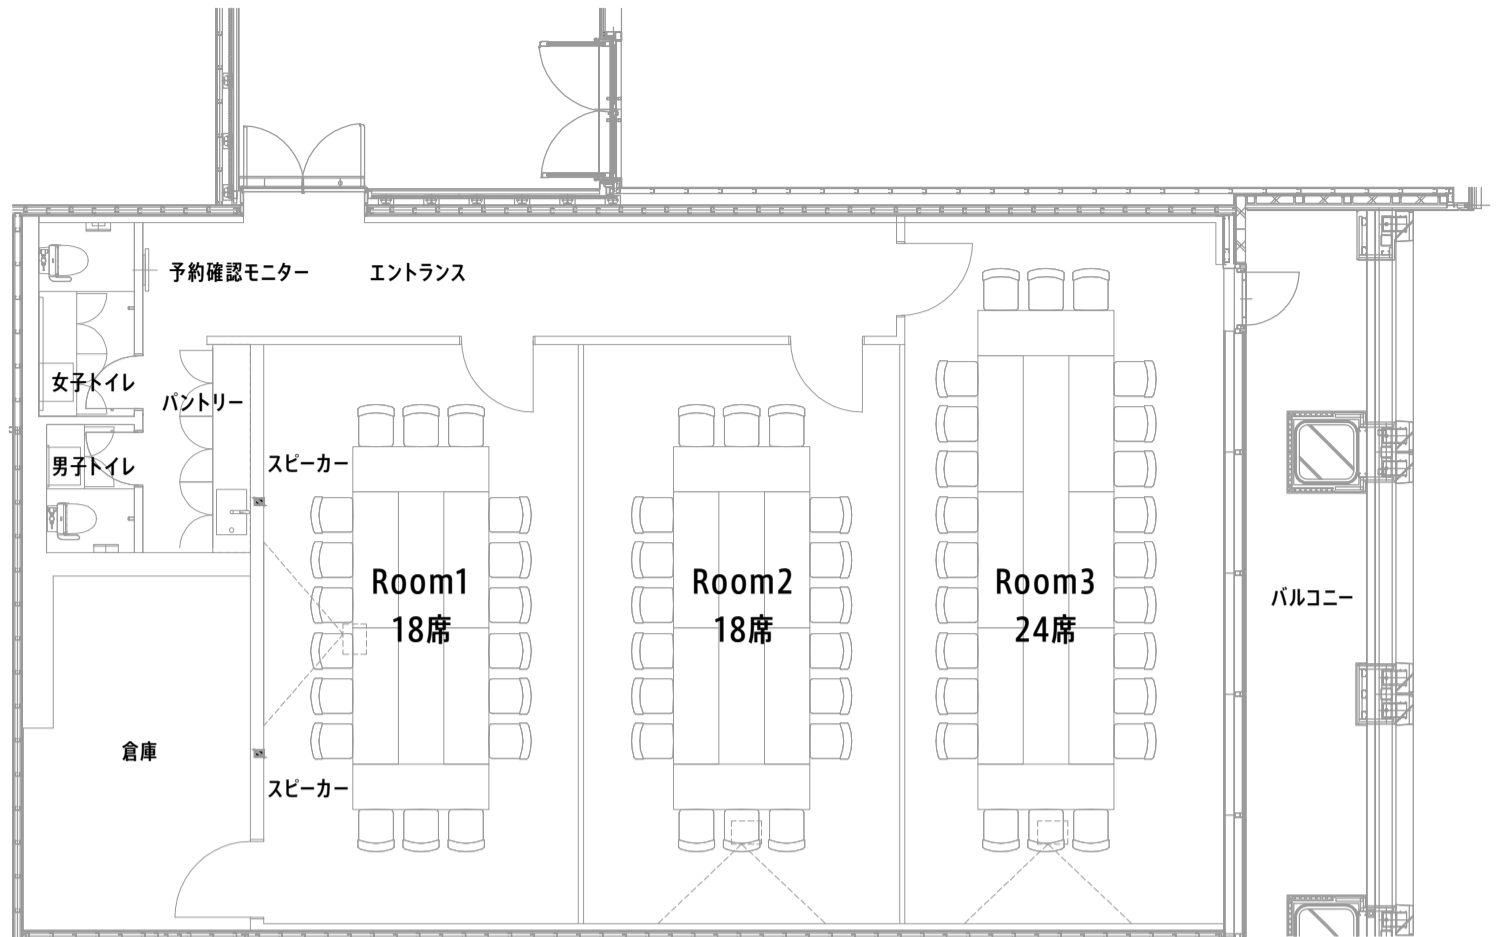 予約確認モニター
エントランス
女子トイレ
パントリー
男子トイレ
スピーカー
Room1
18席
Room2
18席
Room3
24席
バルコニー
倉庫
スピーカー